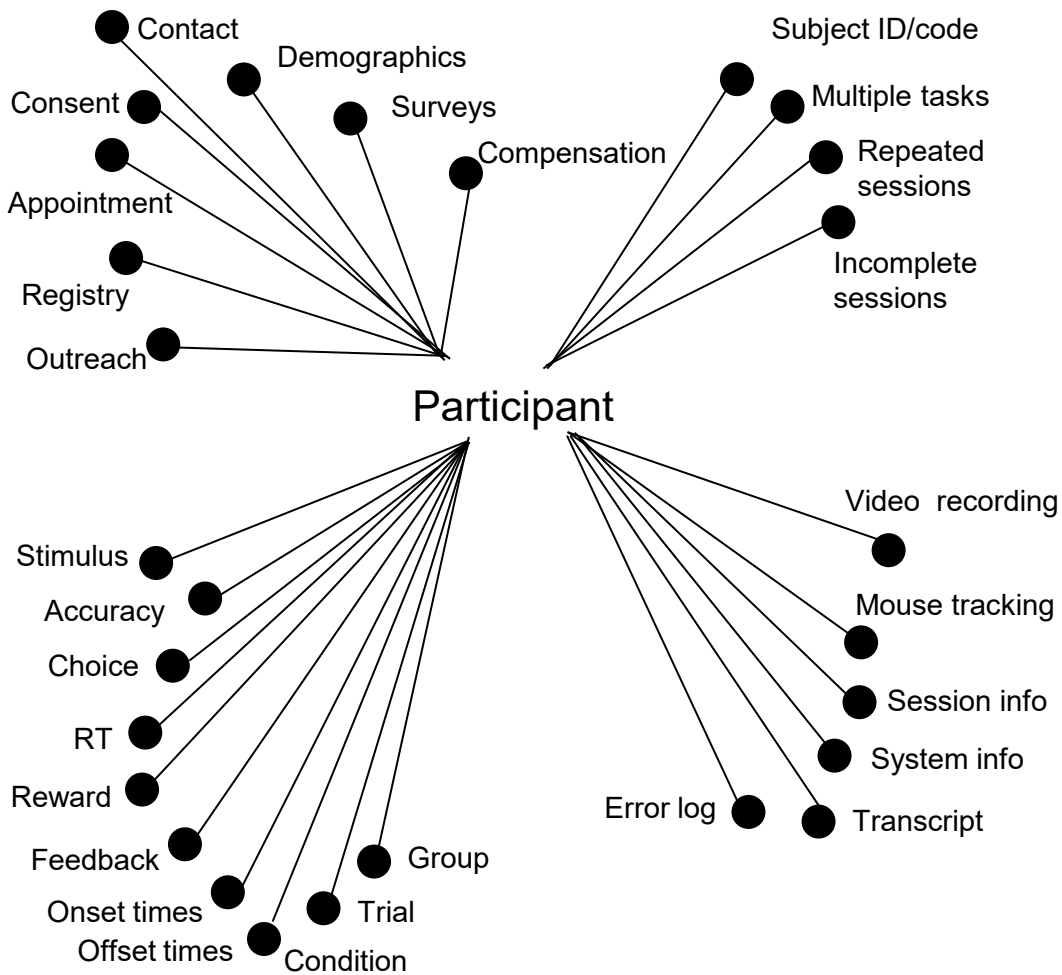 Contact
Subject ID/code
Demographics
Consent
Surveys
Multiple tasks
Compensation
Repeated
sessions
Appointment
Incomplete
sessions
Registry
Outreach
Participant
Video recording
Stimulus
Accuracy
Mouse tracking
Choice
Session info
RT
System info
Reward
Error log
Transcript
Feedback
Group
Onset times
Trial
Offset times
Condition